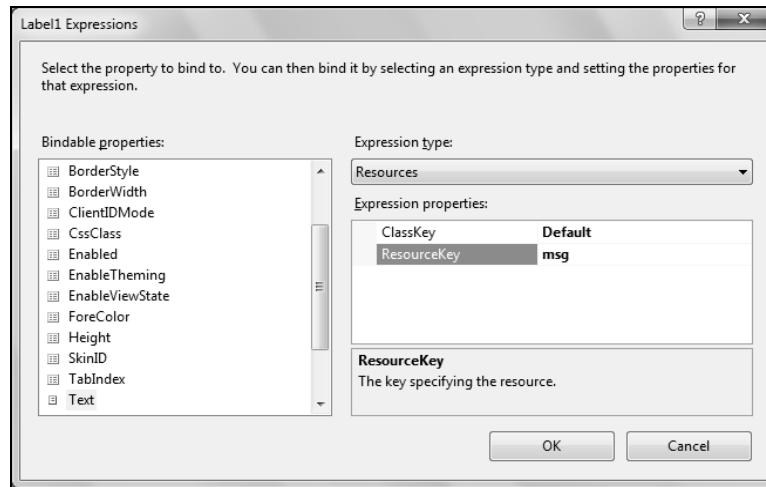 Label1 Expressions
? x
Select the property to bind to. You can then bind it by selecting an expression type and setting the properties for
that expression.
Bindable properties:
BorderStyle
BorderWidth
ClientIDMode
CssClass
Enabled
EnableTheming
EnableViewState
ForeColor
Height
SkinID
TabIndex
Text
Expression type:
Resources
Expression properties:
ClassKey Default
ResourceKey msg
ResourceKey
The key specifying the resource.
OK
Cancel